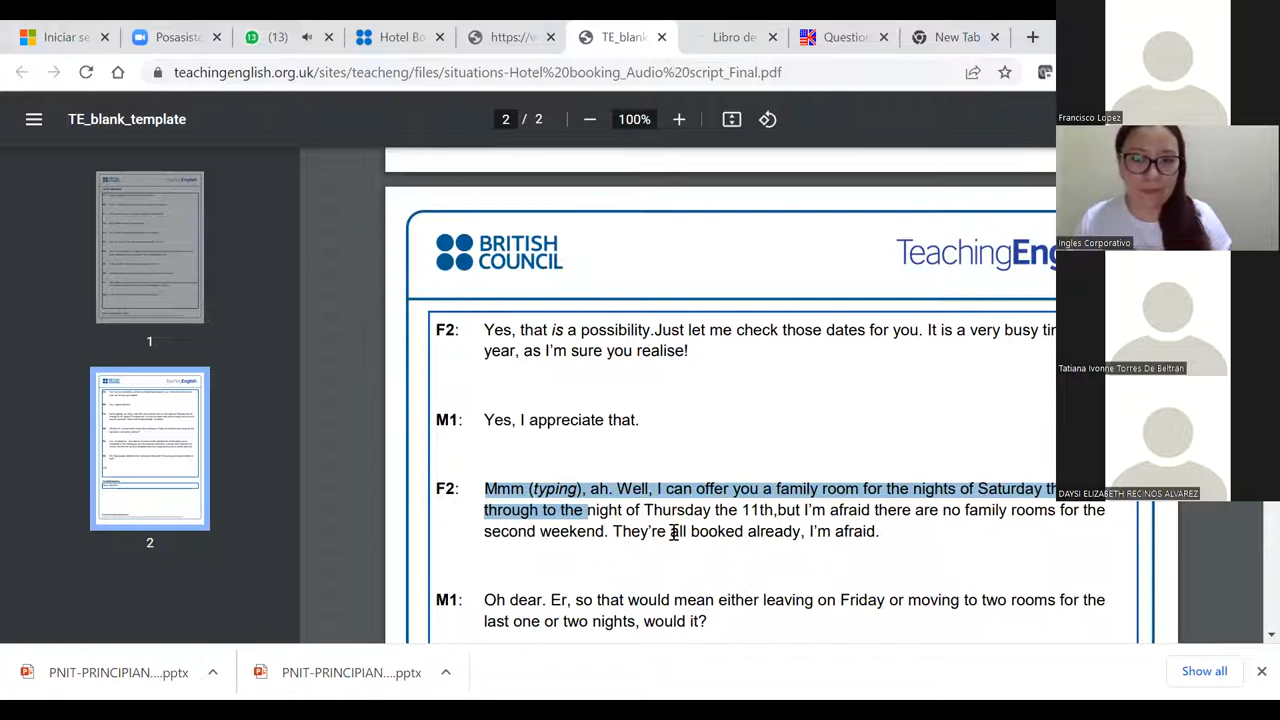 Iniciar se
Posasiste
13 (13)
Hotel Bo
https://v
TE_blank
Libro de
Question
New Tab
teachingenglish.org.uk/sites/teacheng/files/situations-Hotel%20booking_Audio%20script_Final.pdf
TE_blank_template
2 / 2
100%
1
2
BRITISH
COUNCIL
TeachingEng
F2: Yes, that is a possibility.Just let me check those dates for you. It is a very busy tir
year, as I'm sure you realise!
M1: Yes, I appreciate that.
F2: Mmm (typing), ah. Well, I can offer you a family room for the nights of Saturday th
through to the night of Thursday the 11th,but I'm afraid there are no family rooms for the
second weekend. They're all booked already, I'm afraid.
M1: Oh dear. Er, so that would mean either leaving on Friday or moving to two rooms for the
last one or two nights, would it?
PNIT-PRINCIPIAN....pptx
PNIT-PRINCIPIAN....pptx
Show all
Francisco Lopez
Ingles Corporativo
Tatiana Ivonne Torres De Beltran
DAYSI ELIZABETH RECINOS ALVAREZ